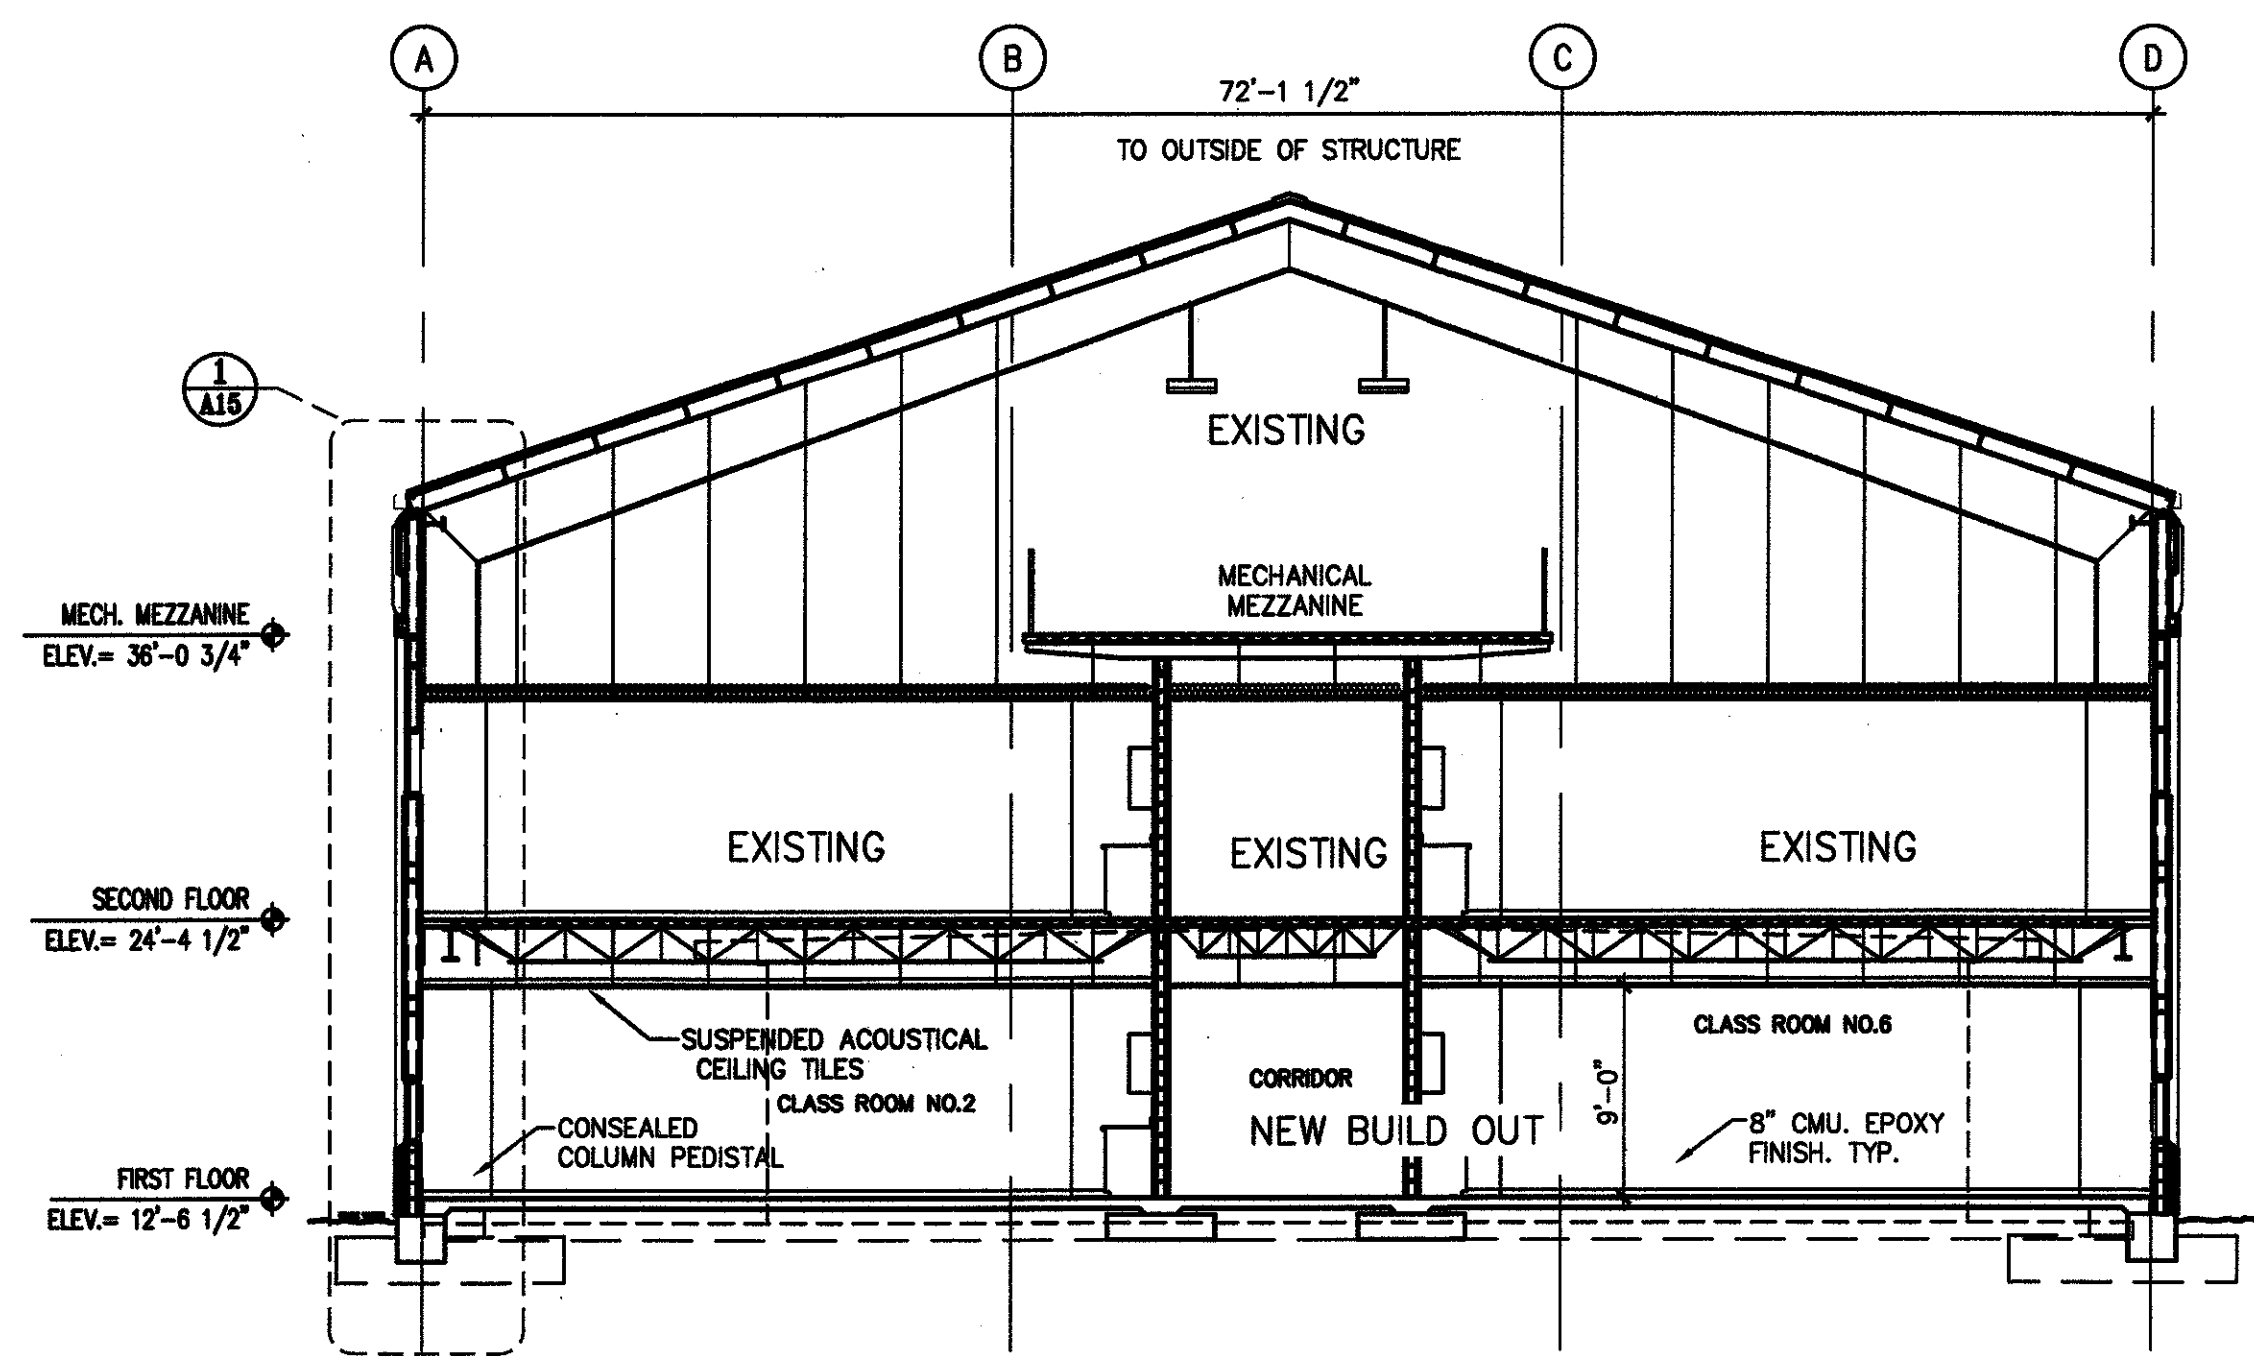 A
B
C
D
72'-1 1/2"
TO OUTSIDE OF STRUCTURE
1
A15
EXISTING
MECHANICAL
MEZZANINE
MECH. MEZZANINE
ELEV.= 36'-0 3/4"
EXISTING
EXISTING
EXISTING
SECOND FLOOR
ELEV.= 24'-4 1/2"
SUSPENDED ACOUSTICAL
CEILING TILES
CLASS ROOM NO.2
CLASS ROOM NO.6
CORRIDOR
NEW BUILD OUT
9'-0"
CONSEALED
COLUMN PEDISTAL
8" CMU. EPOXY
FINISH. TYP.
FIRST FLOOR
ELEV.= 12'-6 1/2"